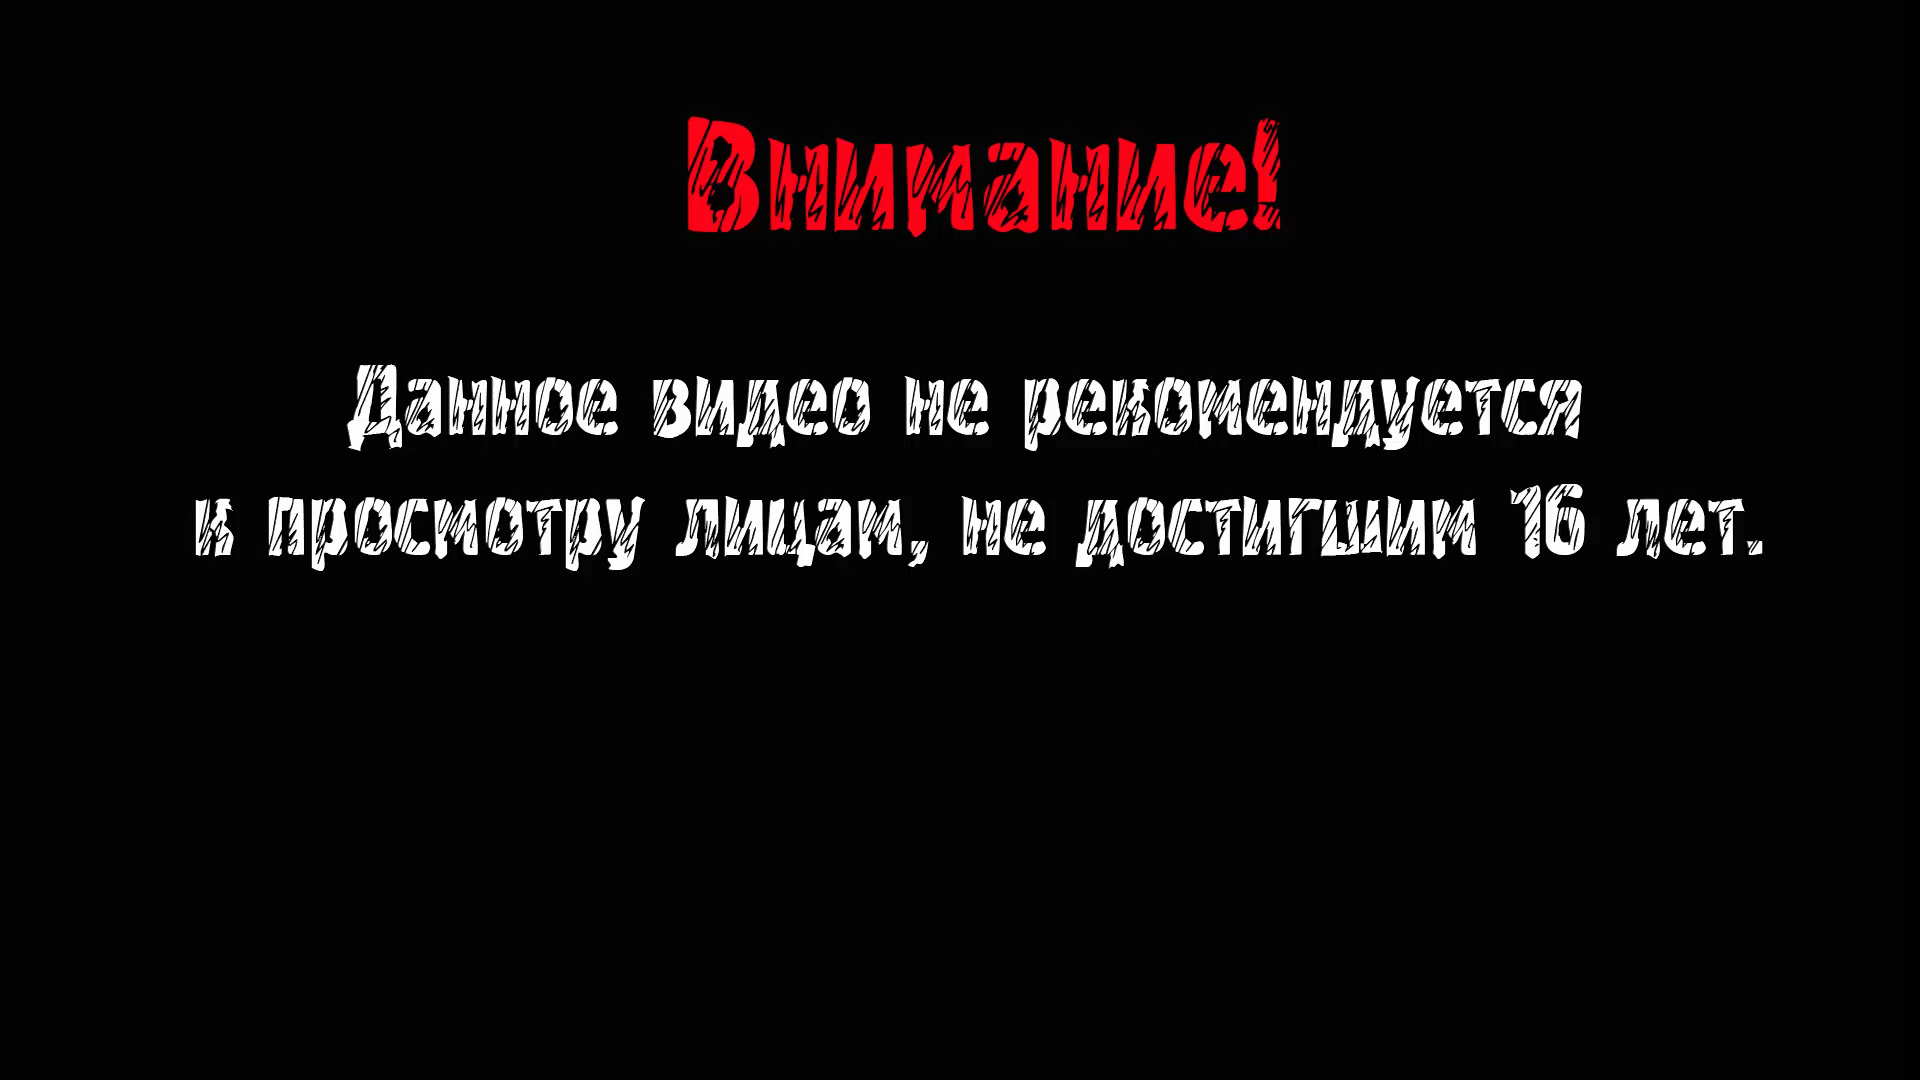 Внимание!
Данное видео не рекомендуется
к просмотру лицам, не достигшим 16 лет.